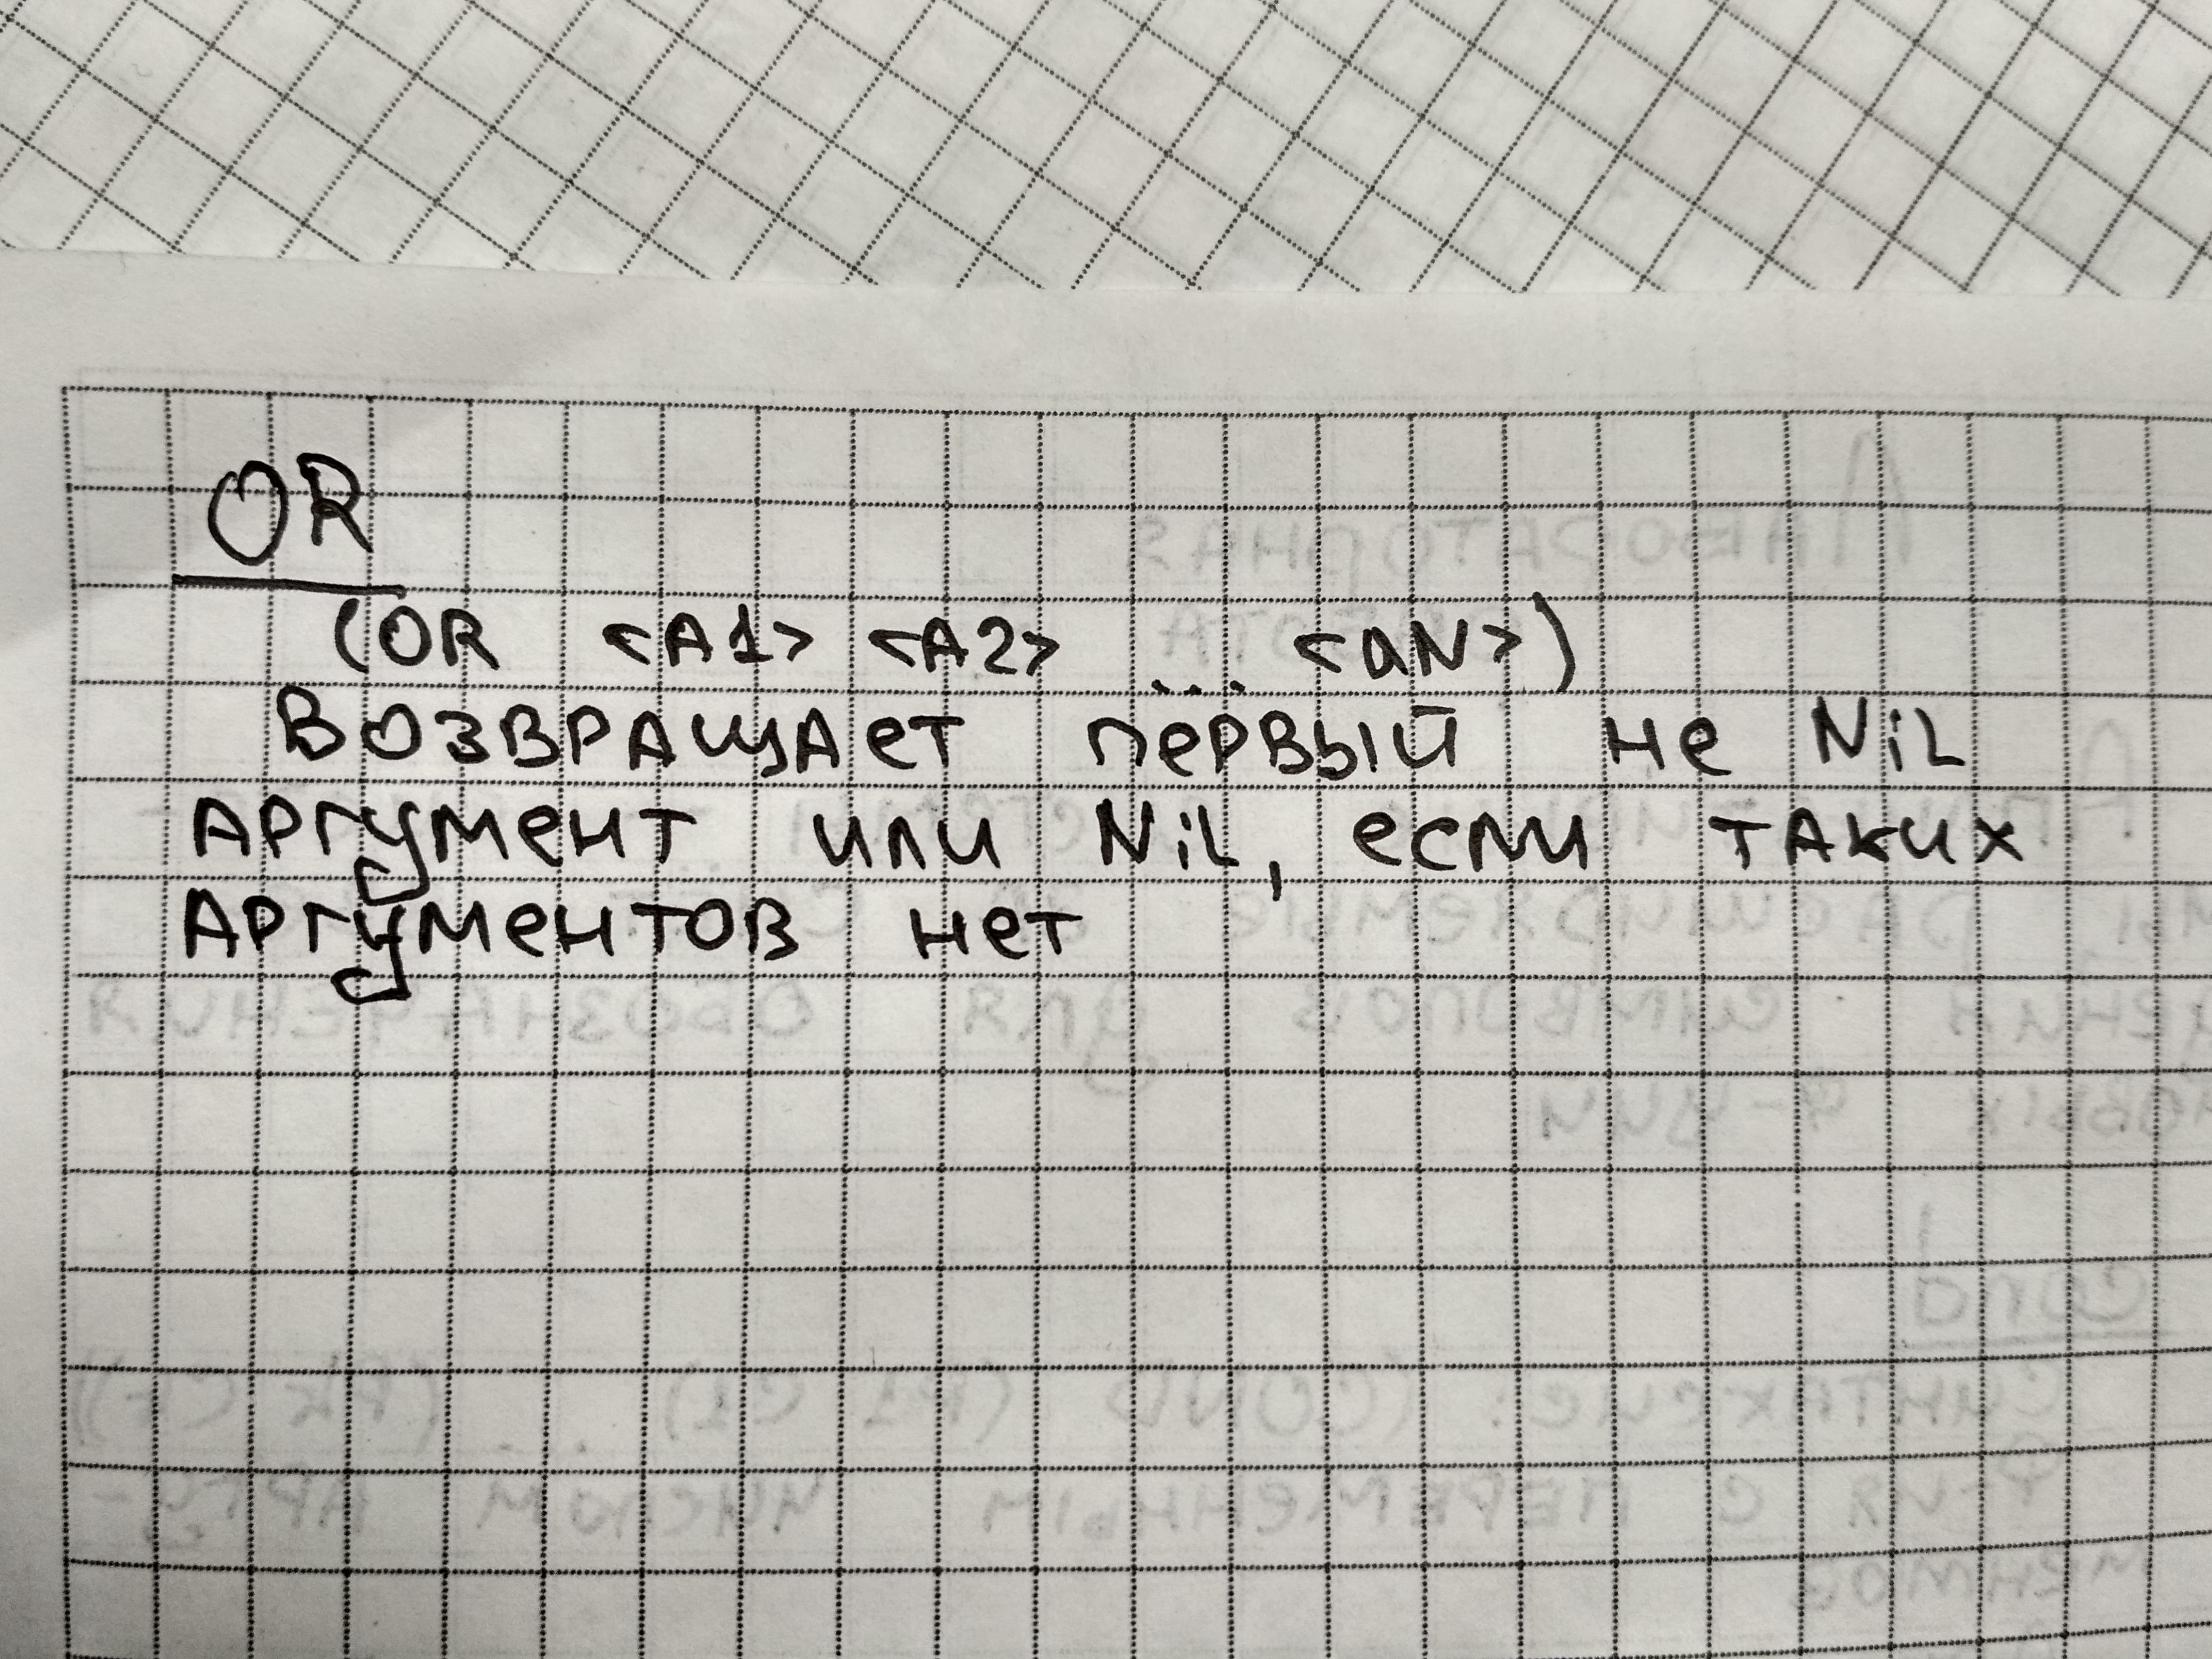 OR
(OR <A1> <A2> ... <aN>)
Возвращает первый не NiL
аргумент или NiL, если таких
аргументов нет